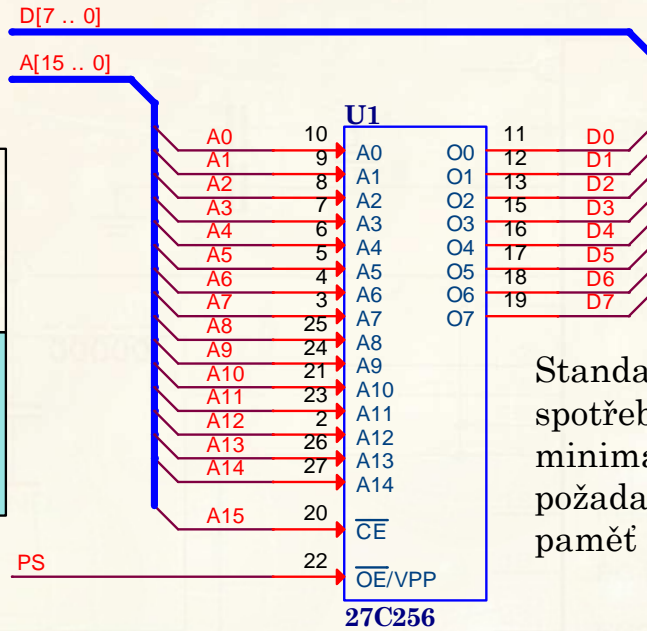 D[7 .. 0]
A[15 .. 0]
U1
A0 10 A0 O0 11 D0
A1 9 A1 O1 12 D1
A2 8 A2 O2 13 D2
A3 7 A3 O3 15 D3
A4 6 A4 O4 16 D4
A5 5 A5 O5 17 D5
A6 4 A6 O6 18 D6
A7 3 A7 O7 19 D7
A8 25 A8
A9 24 A9
A10 21 A10
A11 23 A11
A12 2 A12
A13 26 A13
A14 27 A14
A15 20 CE
PS 22 OE/VPP
27C256
Standa
spotřeb
minima
požada
paměť